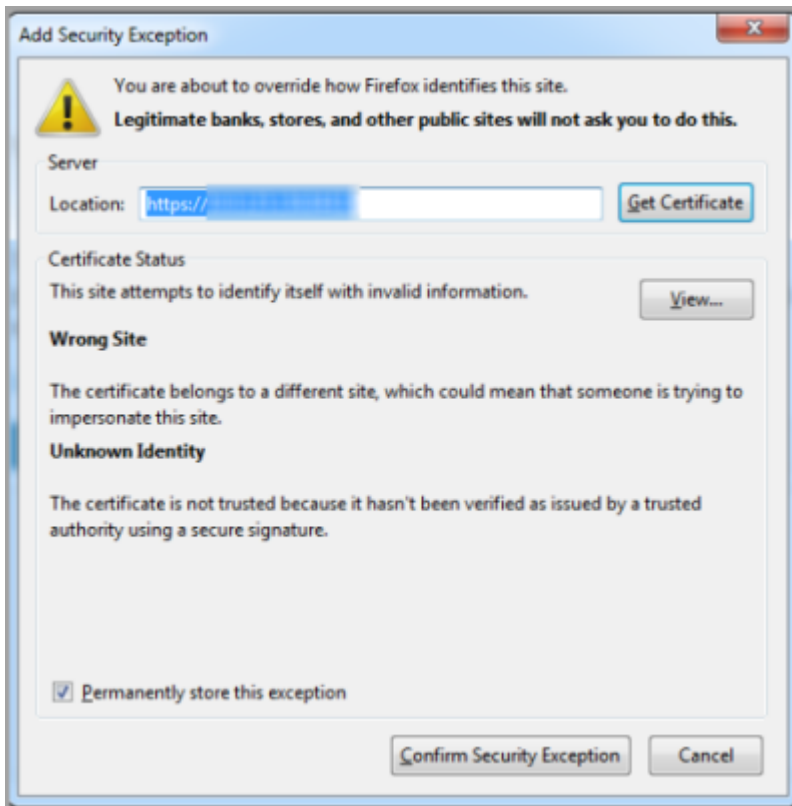 Add Security Exception
You are about to override how Firefox identifies this site.
Legitimate banks, stores, and other public sites will not ask you to do this.
Server
Location: https://
Get Certificate
Certificate Status
This site attempts to identify itself with invalid information.
View...
Wrong Site
The certificate belongs to a different site, which could mean that someone is trying to
impersonate this site.
Unknown Identity
The certificate is not trusted because it hasn't been verified as issued by a trusted
authority using a secure signature.
Permanently store this exception
Confirm Security Exception
Cancel